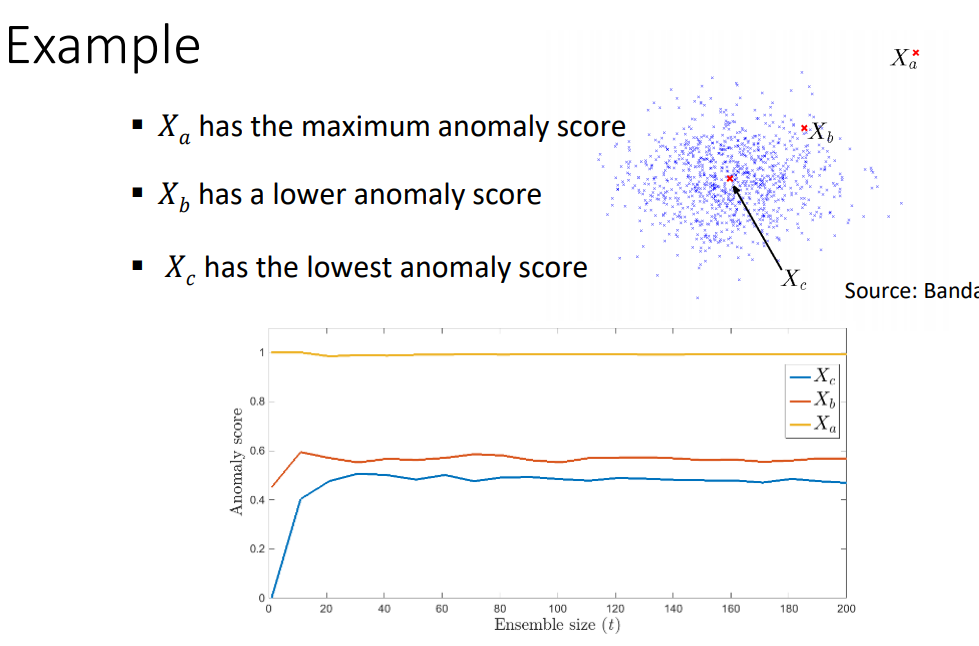 Example
X_a
▪ X_a has the maximum anomaly score
X_b
▪ X_b has a lower anomaly score
▪ X_c has the lowest anomaly score
X_c
Source: Banda
1
0.8
0.6
0.4
0.2
0
Anomaly score
X_c
X_b
X_a
0 20 40 60 80 100 120 140 160 180 200
Ensemble size (t)